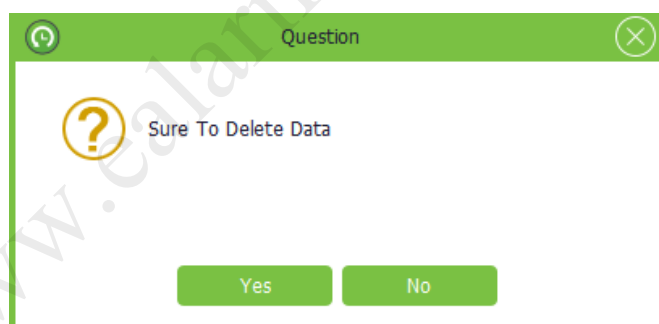 Question
Sure To Delete Data
Yes
No